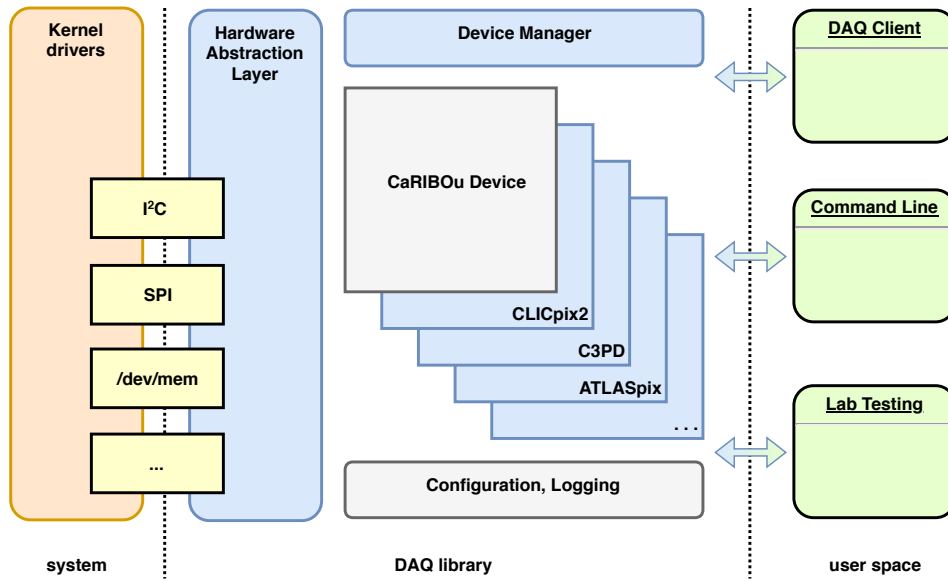 Kernel
drivers
Hardware
Abstraction
Layer
Device Manager
DAQ Client
CaRIBOu Device
I²C
SPI
/dev/mem
...
CLICpix2
C3PD
ATLASpix
...
Command Line
Lab Testing
Configuration, Logging
system
DAQ library
user space